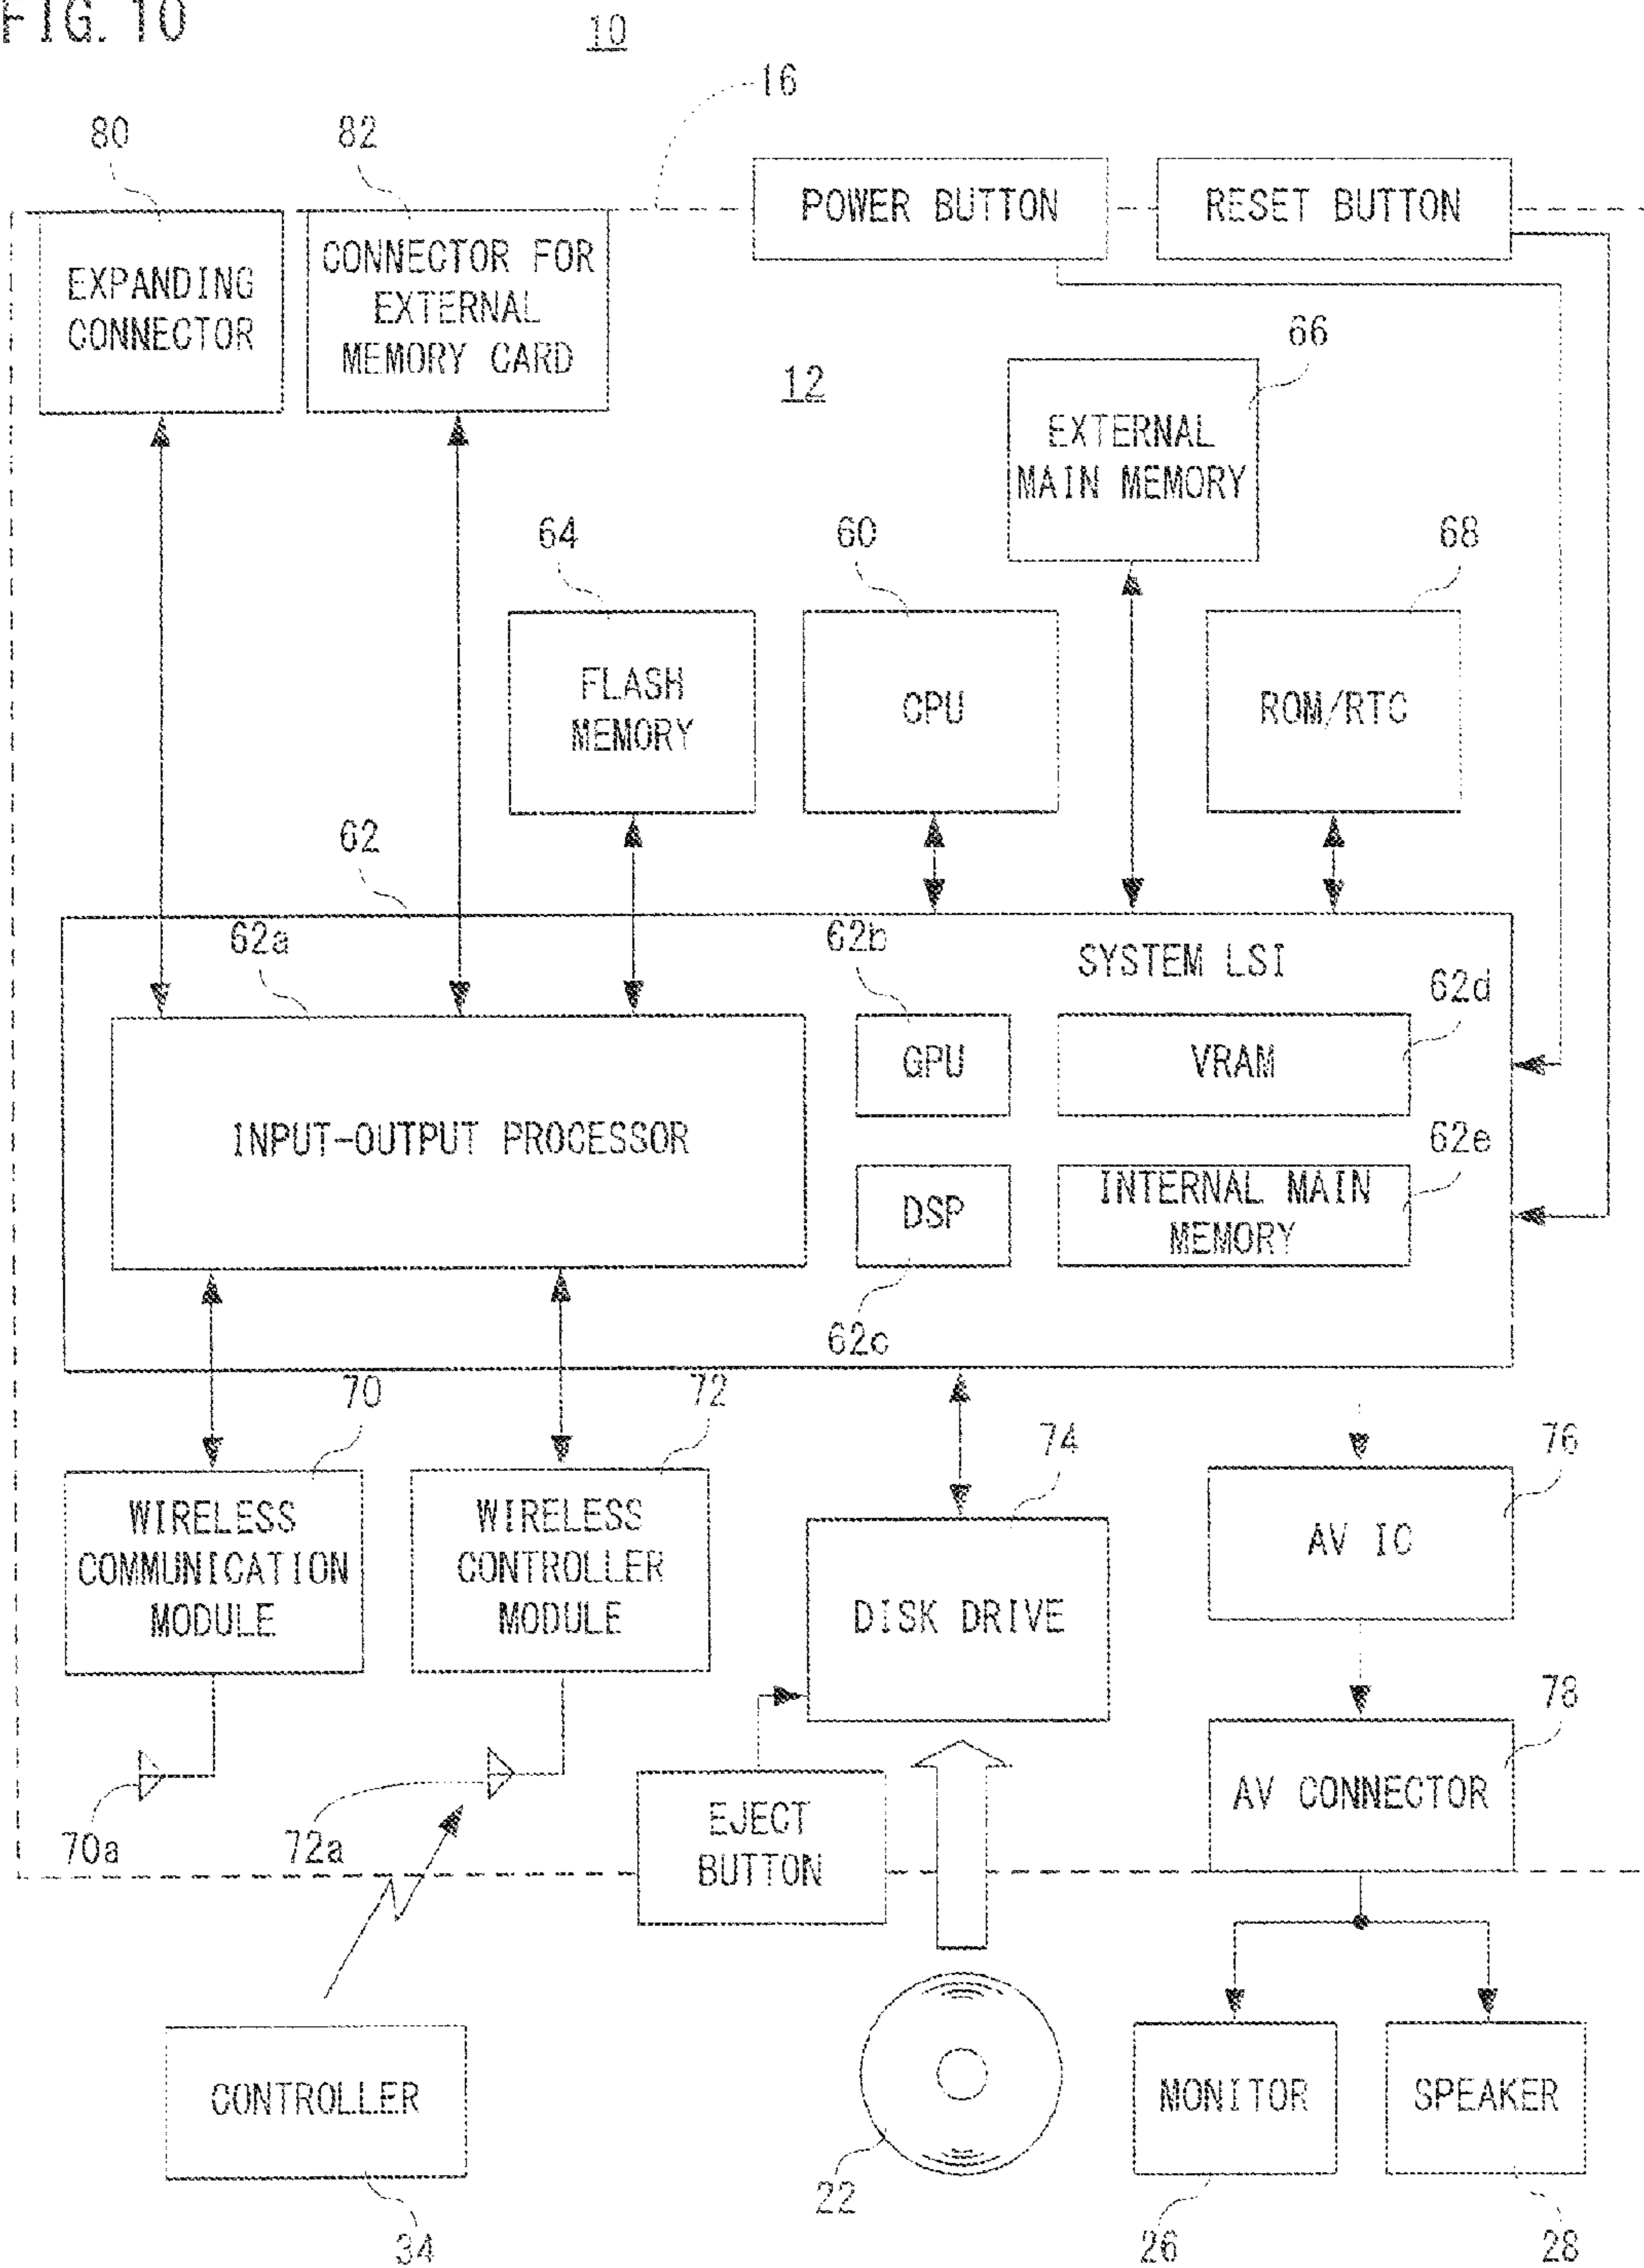 FIG. 10
10
16
80
82
POWER BUTTON
RESET BUTTON
EXPANDING
CONNECTOR
CONNECTOR FOR
EXTERNAL
MEMORY CARD
12
66
EXTERNAL
MAIN MEMORY
64
60
68
FLASH
MEMORY
CPU
ROM/RTC
62
62a
62b
SYSTEM LSI
62d
GPU
VRAM
INPUT-OUTPUT PROCESSOR
62e
DSP
INTERNAL MAIN
MEMORY
62c
70
72
74
76
WIRELESS
COMMUNICATION
MODULE
WIRELESS
CONTROLLER
MODULE
DISK DRIVE
AV IC
78
AV CONNECTOR
70a
72a
EJECT
BUTTON
CONTROLLER
MONITOR
SPEAKER
22
34
26
28